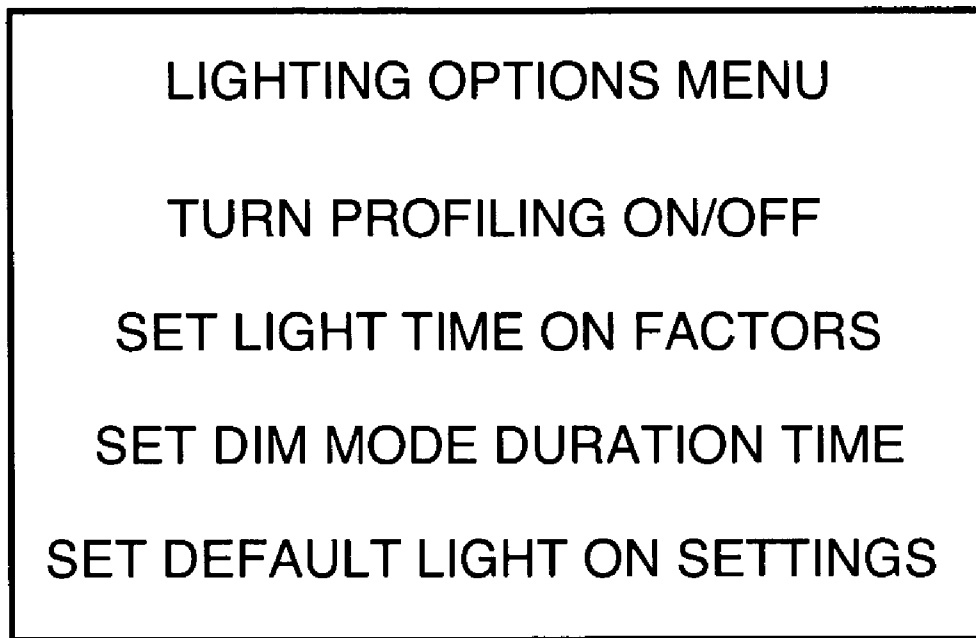 LIGHTING OPTIONS MENU
TURN PROFILING ON/OFF
SET LIGHT TIME ON FACTORS
SET DIM MODE DURATION TIME
SET DEFAULT LIGHT ON SETTINGS